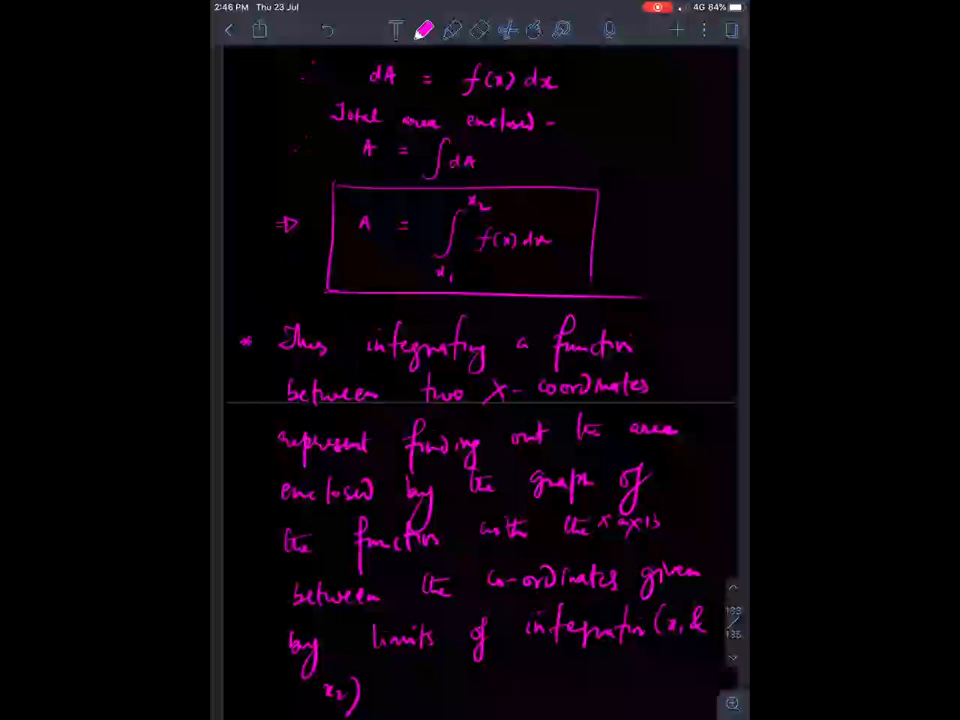 2:46 PM Thu 23 Jul 4G 84%
∴ dA = f(x) dx
Total area enclosed -
∴ A = ∫ dA
⇒ A = ∫ₓ₁ˣ² f(x) dx
* Thus integrating a function
between two X-coordinates
represent finding out the area
enclosed by the graph of
the function with the x axis
between the co-ordinates given
by limits of integration (x₁ &
x₂)